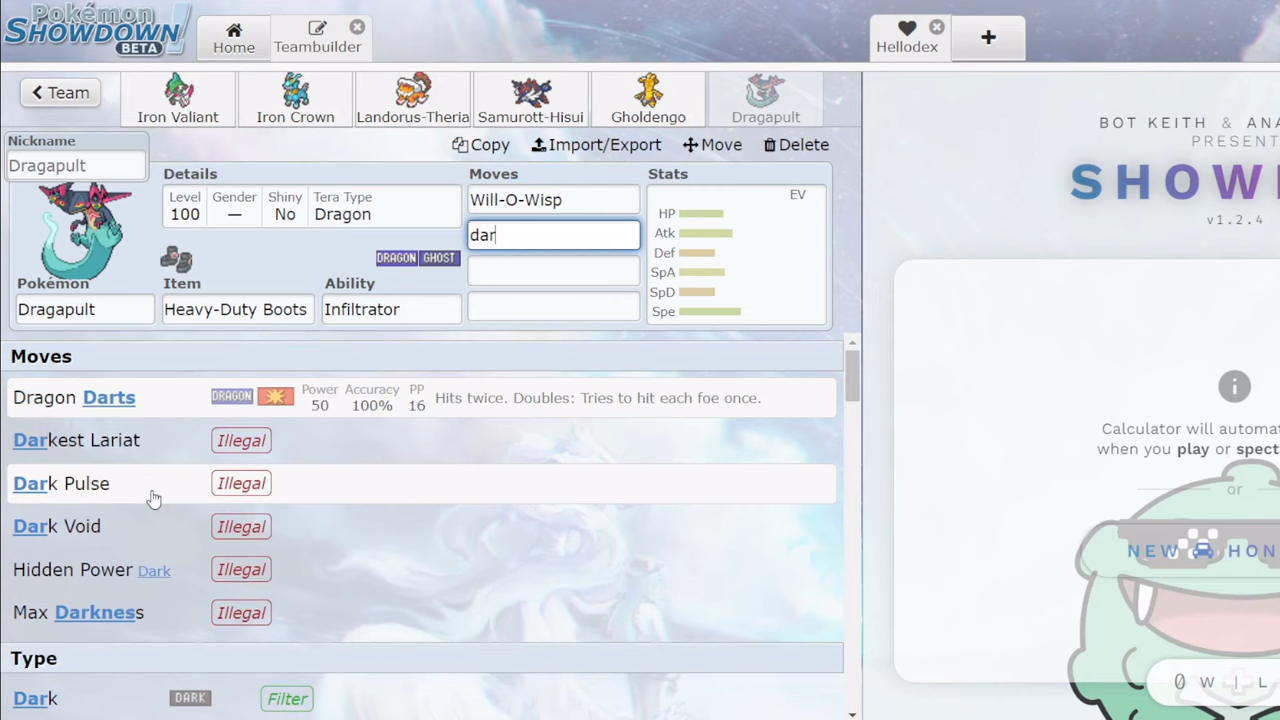 Pokémon
SHOWDOWN!
BETA
Home
Teambuilder
Hellodex
+
Team
Iron Valiant
Iron Crown
Landorus-Theria
Samurott-Hisui
Gholdengo
Dragapult
Nickname
Dragapult
Copy
Import/Export
Move
Delete
Details
Level
100
Gender
—
Shiny
No
Tera Type
Dragon
DRAGON GHOST
Pokémon
Dragapult
Item
Heavy-Duty Boots
Ability
Infiltrator
Moves
Will-O-Wisp
dar
Stats
EV
HP
Atk
Def
SpA
SpD
Spe
Moves
Dragon Darts DRAGON Power 50 Accuracy 100% PP 16 Hits twice. Doubles: Tries to hit each foe once.
Darkest Lariat Illegal
Dark Pulse Illegal
Dark Void Illegal
Hidden Power Dark Illegal
Max Darkness Illegal
Type
Dark DARK Filter
BOT KEITH & ANA
PRESENT
SHOW
v1.2.4
Calculator will automa
when you play or spect
or
NEW HON
0 W | L